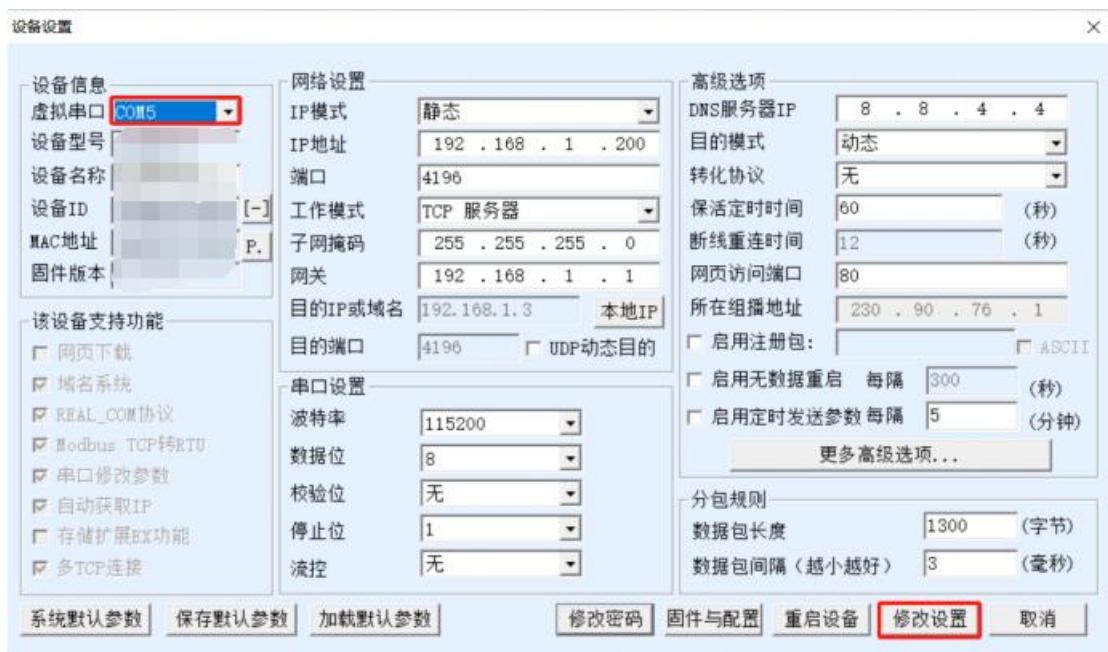 设备设置
设备信息
虚拟串口 COM5
设备型号
设备名称
设备ID [-]
MAC地址 P.
固件版本
该设备支持功能
网页下载
域名系统
REAL_COM协议
Modbus TCP转RTU
串口修改参数
自动获取IP
存储扩展EX功能
多TCP连接
网络设置
IP模式 静态
IP地址 192 . 168 . 1 . 200
端口 4196
工作模式 TCP 服务器
子网掩码 255 . 255 . 255 . 0
网关 192 . 168 . 1 . 1
目的IP或域名 192.168.1.3 本地IP
目的端口 4196 UDP动态目的
串口设置
波特率 115200
数据位 8
校验位 无
停止位 1
流控 无
高级选项
DNS服务器IP 8 . 8 . 4 . 4
目的模式 动态
转化协议 无
保活定时时间 60 (秒)
断线重连时间 12 (秒)
网页访问端口 80
所在组播地址 230 . 90 . 76 . 1
启用注册包: ASCII
启用无数据重启 每隔 300 (秒)
启用定时发送参数 每隔 5 (分钟)
更多高级选项...
分包规则
数据包长度 1300 (字节)
数据包间隔（越小越好） 3 (毫秒)
系统默认参数 保存默认参数 加载默认参数 修改密码 固件与配置 重启设备 修改设置 取消